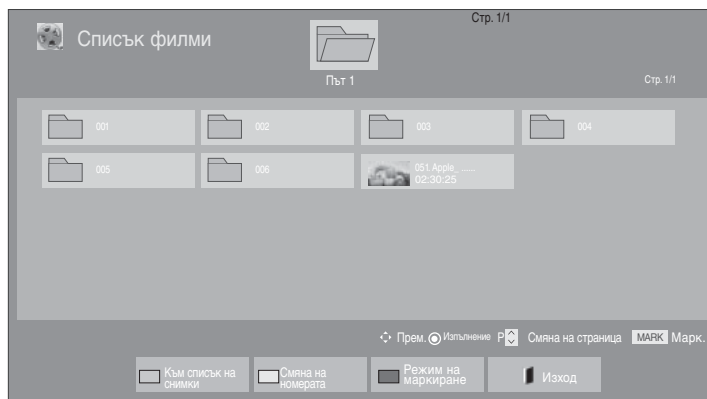 Стр. 1/1
Списък филми
Път 1
Стр. 1/1
001
002
003
004
005
006
051. Apple_ ......
02:30:25
Прем. Изпълнение P Смяна на страница MARK Марк.
Към списък на
снимки
Смяна на
номерата
Режим на
маркиране
Изход